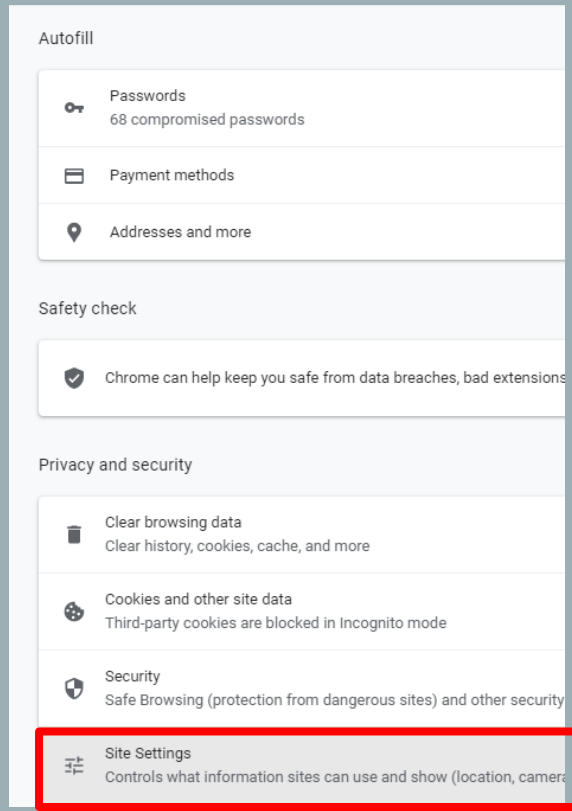 Autofill
Passwords
68 compromised passwords
Payment methods
Addresses and more
Safety check
Chrome can help keep you safe from data breaches, bad extensions
Privacy and security
Clear browsing data
Clear history, cookies, cache, and more
Cookies and other site data
Third-party cookies are blocked in Incognito mode
Security
Safe Browsing (protection from dangerous sites) and other security
Site Settings
Controls what information sites can use and show (location, camera